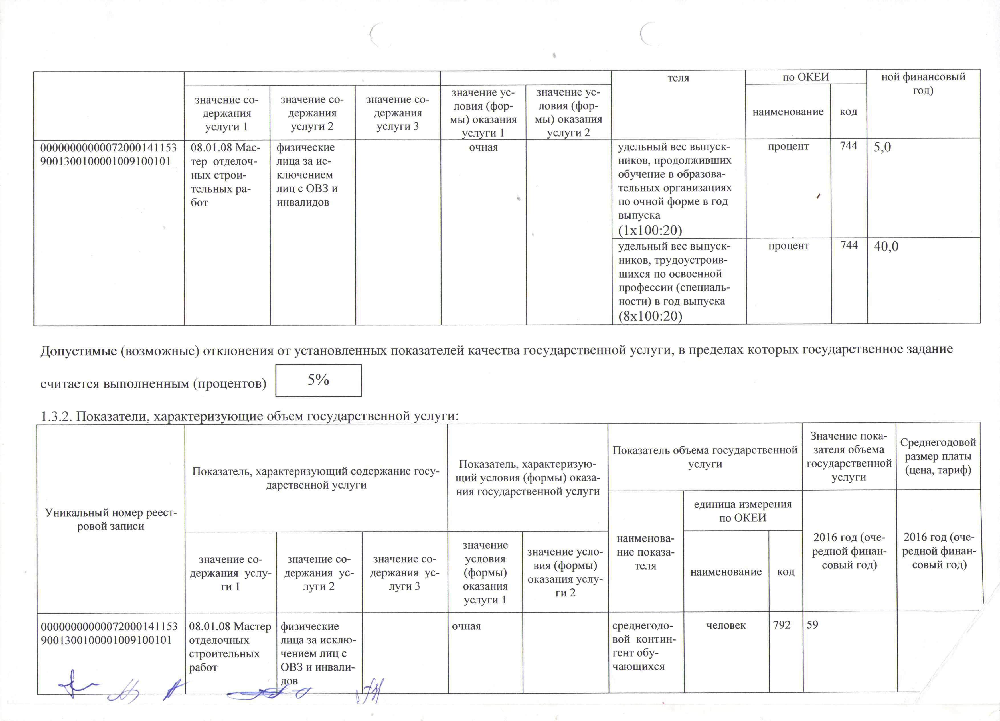 теля
по ОКЕИ
ной финансовый
год)
значение со-
держания
услуги 1
значение со-
держания
услуги 2
значение со-
держания
услуги 3
значение ус-
ловия (фор-
мы) оказания
услуги 1
значение ус-
ловия (фор-
мы) оказания
услуги 2
наименование
код
00000000000072000141153
9001300100001009100101
08.01.08 Мас-
тер отделоч-
ных строи-
тельных ра-
бот
физические
лица за ис-
ключением
лиц с ОВЗ и
инвалидов
очная
удельный вес выпуск-
ников, продолживших
обучение в образова-
тельных организациях
по очной форме в год
выпуска
(1х100:20)
процент
744
5,0
удельный вес выпуск-
ников, трудоустроив-
шихся по освоенной
профессии (специаль-
ности) в год выпуска
(8х100:20)
процент
744
40,0
Допустимые (возможные) отклонения от установленных показателей качества государственной услуги, в пределах которых государственное задание
считается выполненным (процентов) 5%
1.3.2. Показатели, характеризующие объем государственной услуги:
Уникальный номер реест-
ровой записи
Показатель, характеризующий содержание госу-
дарственной услуги
Показатель, характеризую-
щий условия (формы) оказа-
ния государственной услуги
Показатель объема государственной
услуги
Значение пока-
зателя объема
государственной
услуги
Среднегодовой
размер платы
(цена, тариф)
значение со-
держания услу-
ги 1
значение со-
держания ус-
луги 2
значение со-
держания ус-
луги 3
значение
условия
(формы)
оказания
услуги 1
значение усло-
вия (формы)
оказания услу-
ги 2
наименова-
ние показа-
теля
единица измерения
по ОКЕИ
наименование
код
2016 год (оче-
редной финан-
совый год)
2016 год (оче-
редной финан-
совый год)
00000000000072000141153
9001300100001009100101
08.01.08 Мастер
отделочных
строительных
работ
физические
лица за исклю-
чением лиц с
ОВЗ и инвали-
дов
очная
среднегодо-
вой контин-
гент обу-
чающихся
человек
792
59